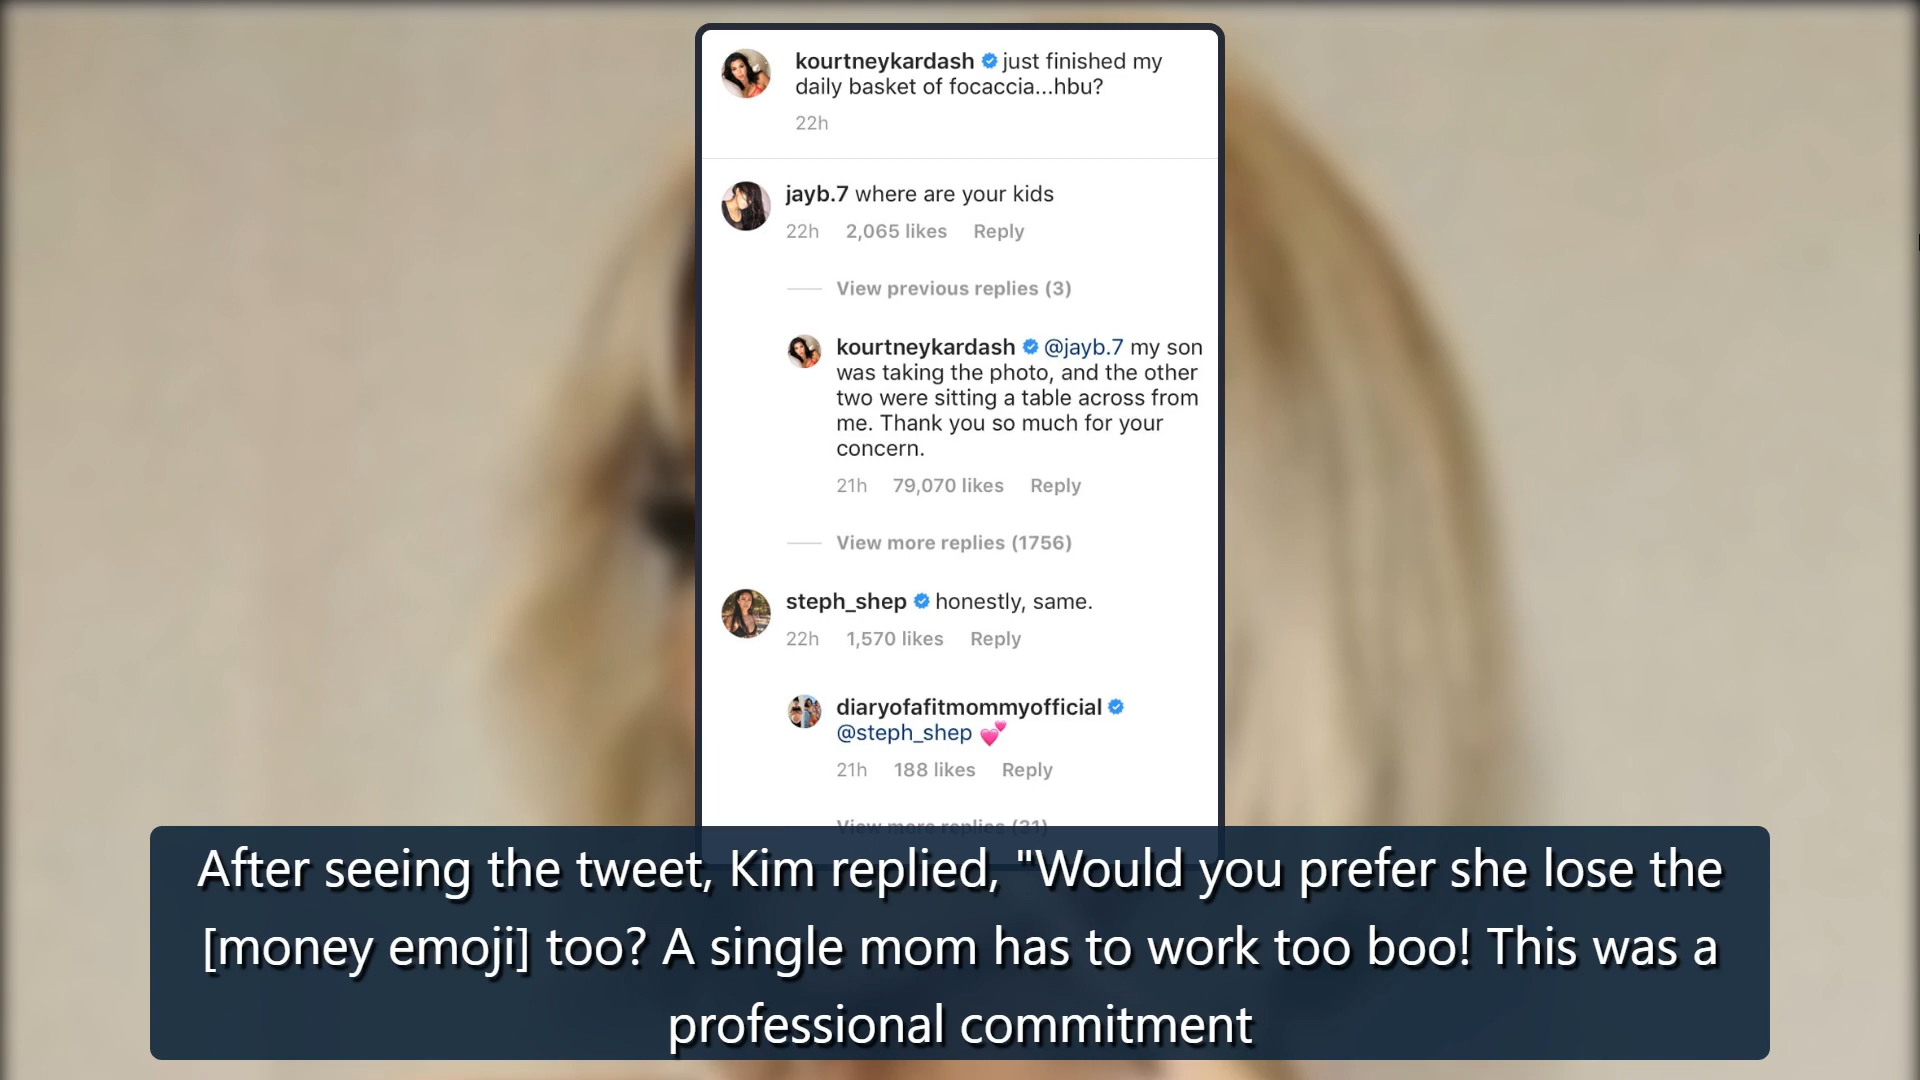 kourtneykardash just finished my
daily basket of focaccia...hbu?
22h
jayb.7 where are your kids
22h 2,065 likes Reply
View previous replies (3)
kourtneykardash @jayb.7 my son
was taking the photo, and the other
two were sitting a table across from
me. Thank you so much for your
concern.
21h 79,070 likes Reply
View more replies (1756)
steph_shep honestly, same.
22h 1,570 likes Reply
diaryofafitmommyofficial
@steph_shep 💕
21h 188 likes Reply
View more replies (31)
After seeing the tweet, Kim replied, "Would you prefer she lose the
[money emoji] too? A single mom has to work too boo! This was a
professional commitment